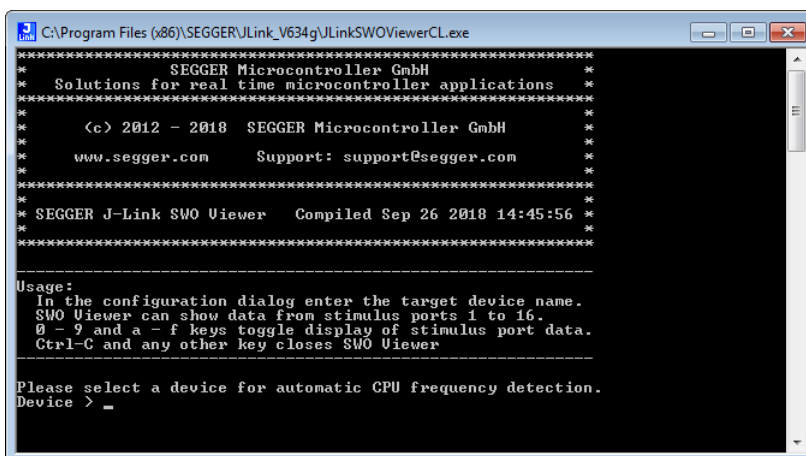 C:\Program Files (x86)\SEGGER\JLink_V634g\JLinkSWOViewerCL.exe
***************************************************************
* SEGGER Microcontroller GmbH *
* Solutions for real time microcontroller applications *
***************************************************************
* *
* (c) 2012 - 2018 SEGGER Microcontroller GmbH *
* *
* www.segger.com Support: support@segger.com *
* *
***************************************************************
* *
* SEGGER J-Link SWO Viewer Compiled Sep 26 2018 14:45:56 *
* *
***************************************************************
---------------------------------------------------------------
Usage:
In the configuration dialog enter the target device name.
SWO Viewer can show data from stimulus ports 1 to 16.
0 - 9 and a - f keys toggle display of stimulus port data.
Ctrl-C and any other key closes SWO Viewer
---------------------------------------------------------------
Please select a device for automatic CPU frequency detection.
Device > _